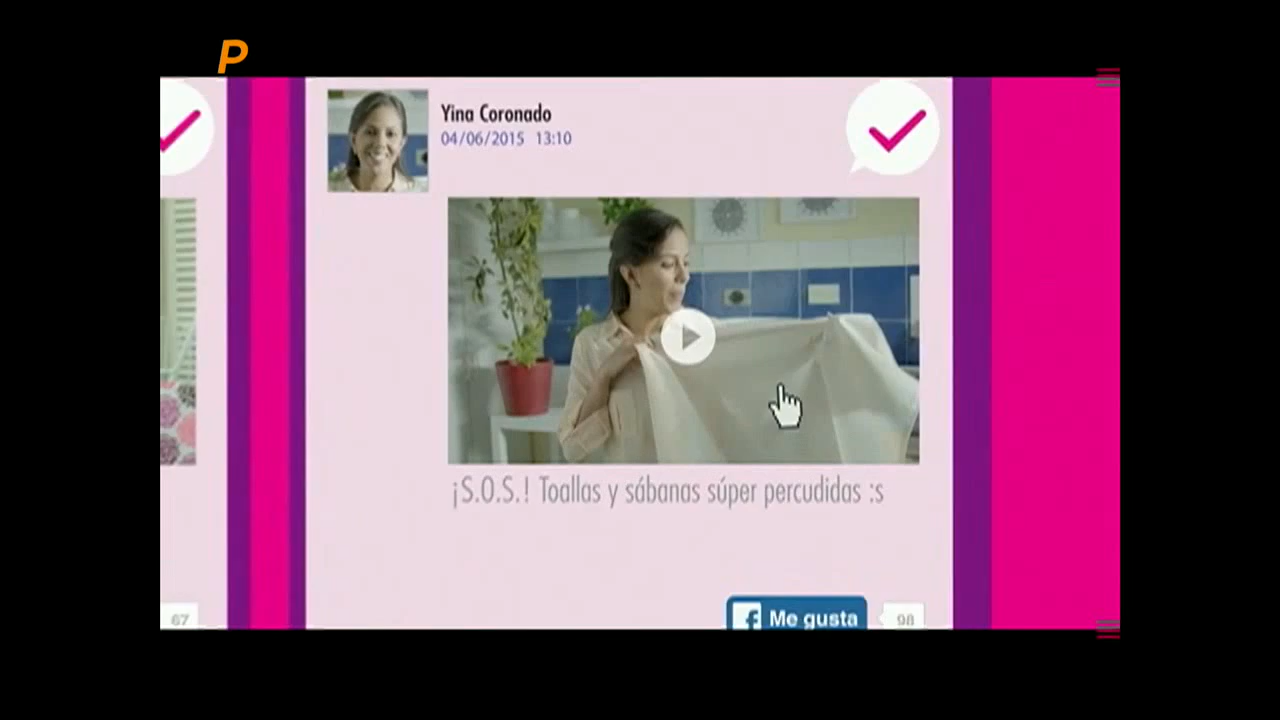 P
Yina Coronado
04/06/2015 13:10
¡S.O.S.! Toallas y sábanas súper percudidas :s
67
f Me gusta 98